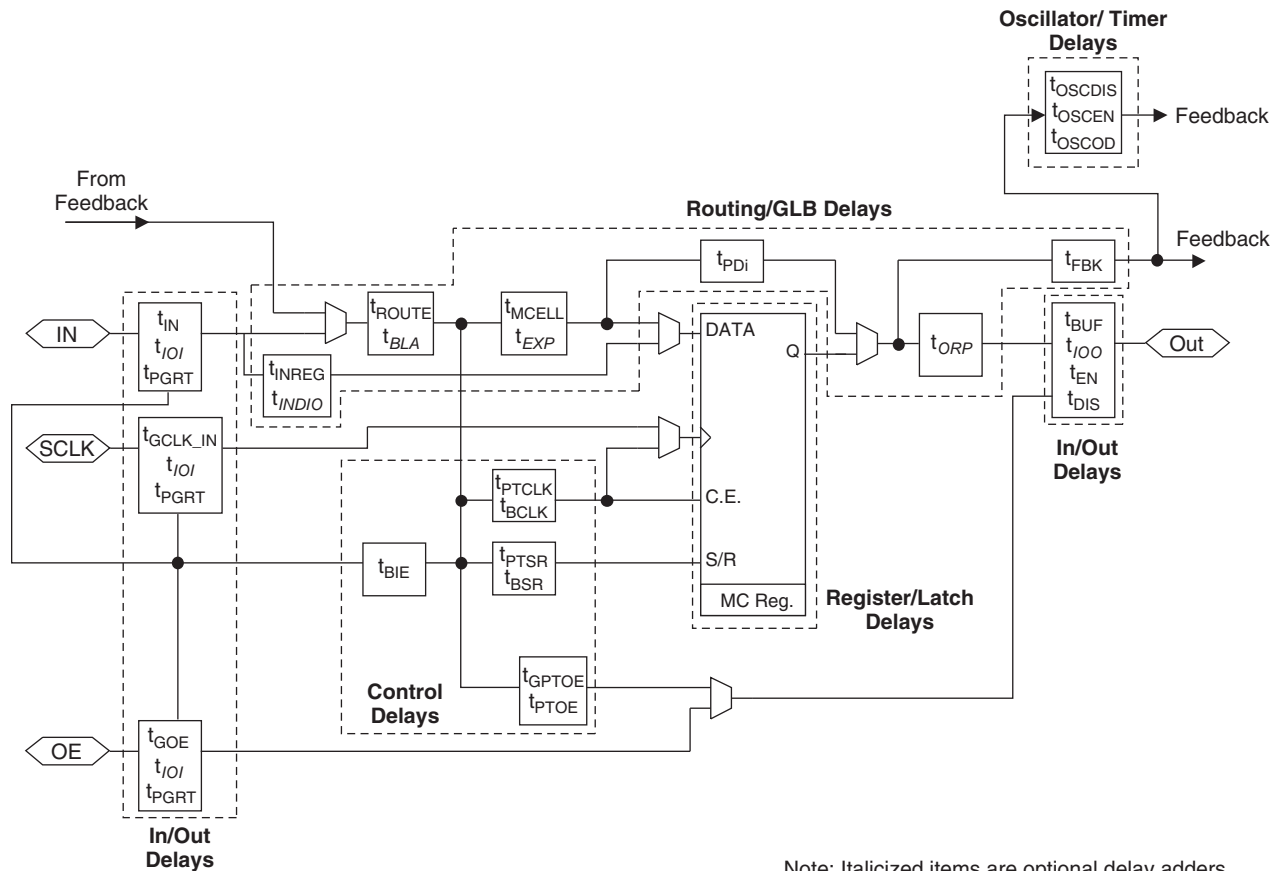 Oscillator/ Timer
Delays
tOSCDIS
tOSCEN
tOSCOD
Feedback
From
Feedback
Routing/GLB Delays
Feedback
tPDi
tFBK
IN
tIN
tIOI
tPGRT
tROUTE
tBLA
tMCELL
tEXP
DATA
Q
tORP
tBUF
tIOO
tEN
tDIS
Out
tINREG
tINDIO
SCLK
tGCLK_IN
tIOI
tPGRT
In/Out
Delays
tPTCLK
tBCLK
C.E.
tBIE
tPTSR
tBSR
S/R
MC Reg.
Register/Latch
Delays
Control
Delays
tGPTOE
tPTOE
OE
tGOE
tIOI
tPGRT
In/Out
Delays
Note: Italicized items are optional delay adders